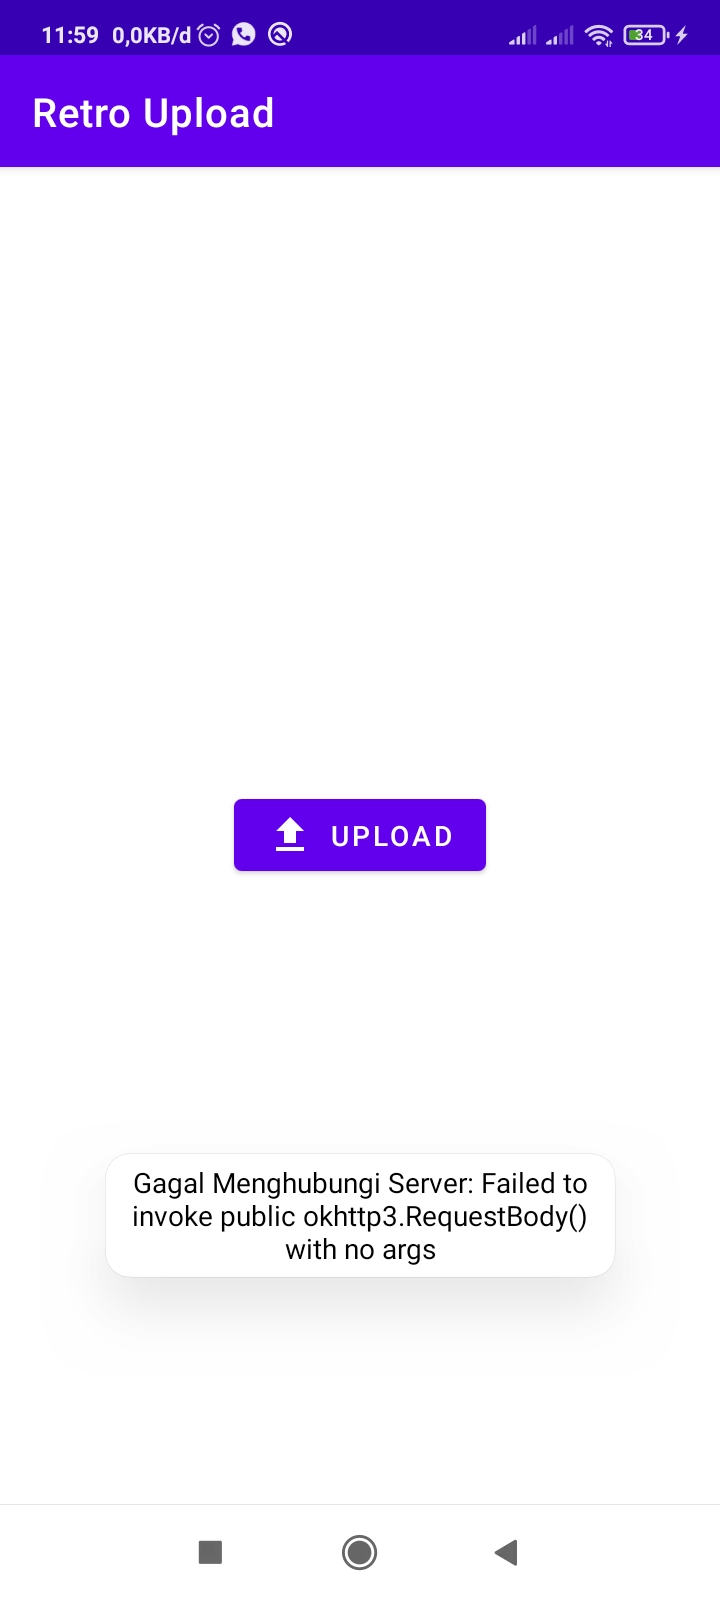 11:59 0,0KB/d 34
Retro Upload
UPLOAD
Gagal Menghubungi Server: Failed to
invoke public okhttp3.RequestBody()
with no args